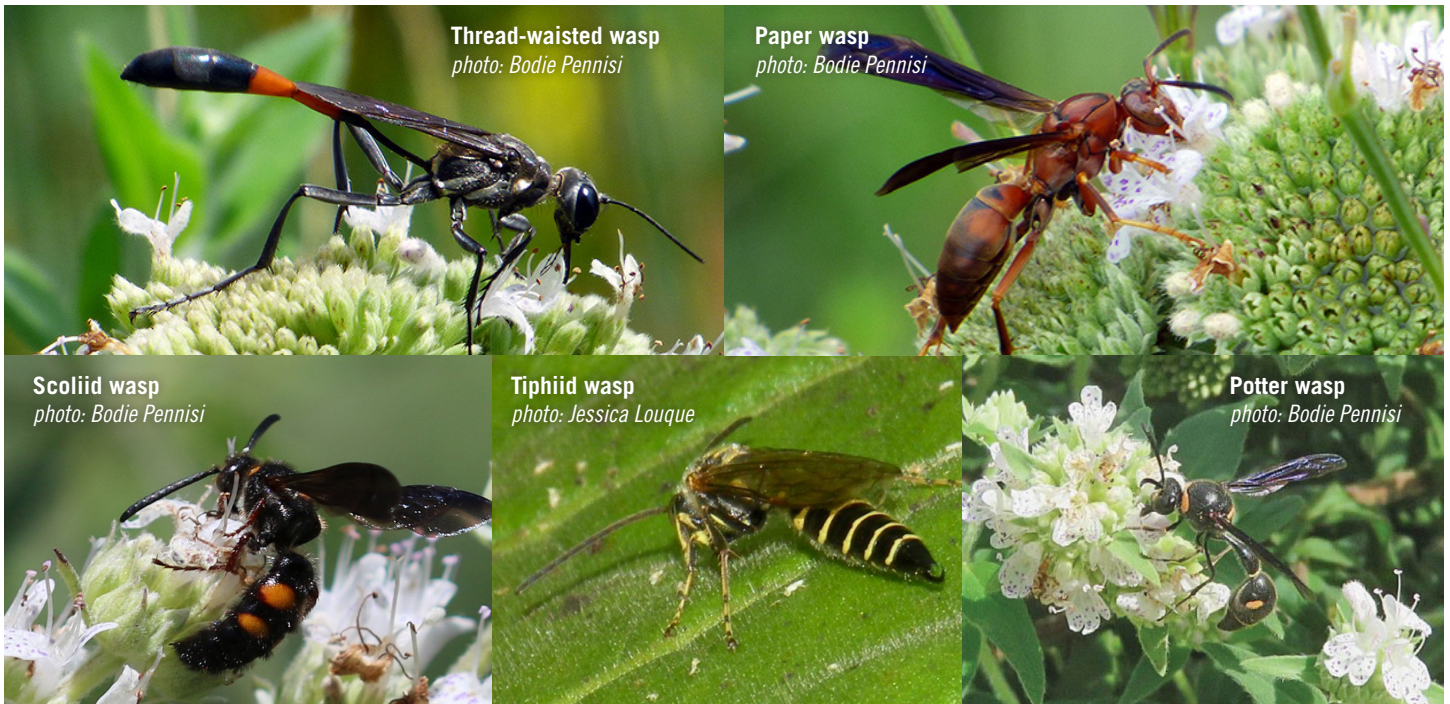 Thread-waisted wasp
photo: Bodie Pennisi
Paper wasp
photo: Bodie Pennisi
Scoliid wasp
photo: Bodie Pennisi
Tiphiid wasp
photo: Jessica Louque
Potter wasp
photo: Bodie Pennisi